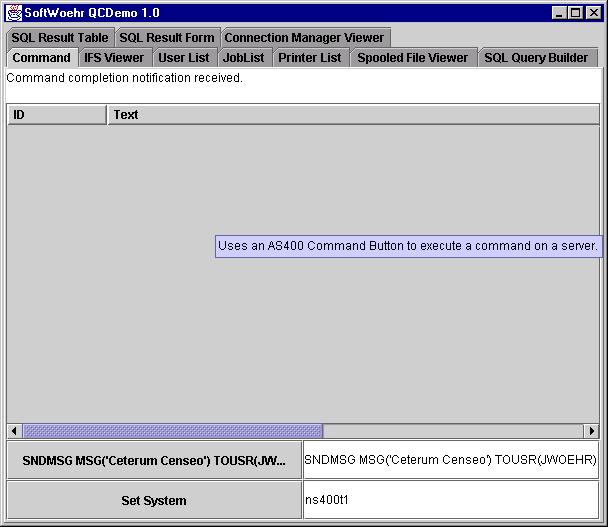 SoftWoehr QCDemo 1.0
SQL Result Table SQL Result Form Connection Manager Viewer
Command IFS Viewer User List JobList Printer List Spooled File Viewer SQL Query Builder
Command completion notification received.
ID Text
Uses an AS400 Command Button to execute a command on a server.
SNDMSG MSG('Ceterum Censeo') TOUSR(JW... SNDMSG MSG('Ceterum Censeo') TOUSR(JWOEHR)
Set System ns400t1